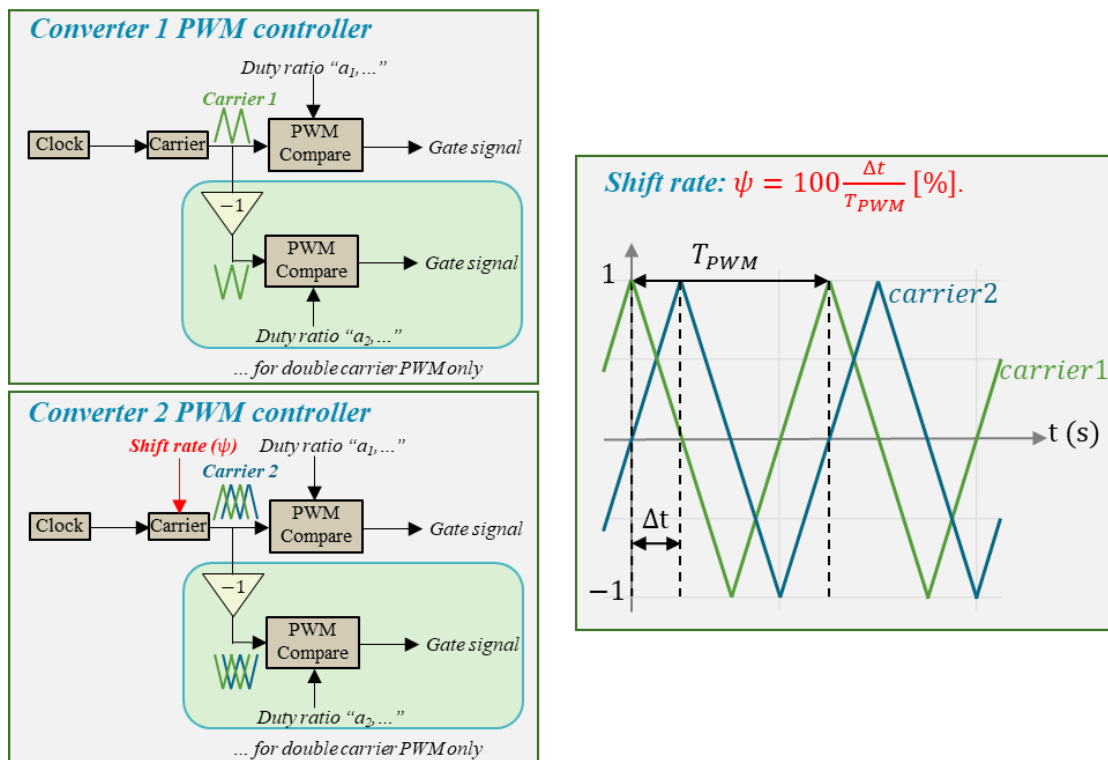 Converter 1 PWM controller
Duty ratio “a₁,…”
Carrier 1
Clock
Carrier
PWM
Compare
Gate signal
−1
PWM
Compare
Gate signal
Duty ratio “a₂,…”
… for double carrier PWM only
Converter 2 PWM controller
Shift rate (ψ)
Duty ratio “a₁,…”
Carrier 2
Clock
Carrier
PWM
Compare
Gate signal
−1
PWM
Compare
Gate signal
Duty ratio “a₂,…”
… for double carrier PWM only
Shift rate: ψ = 100 Δt/T_PWM [%].
T_PWM
1
carrier2
carrier1
t (s)
Δt
−1